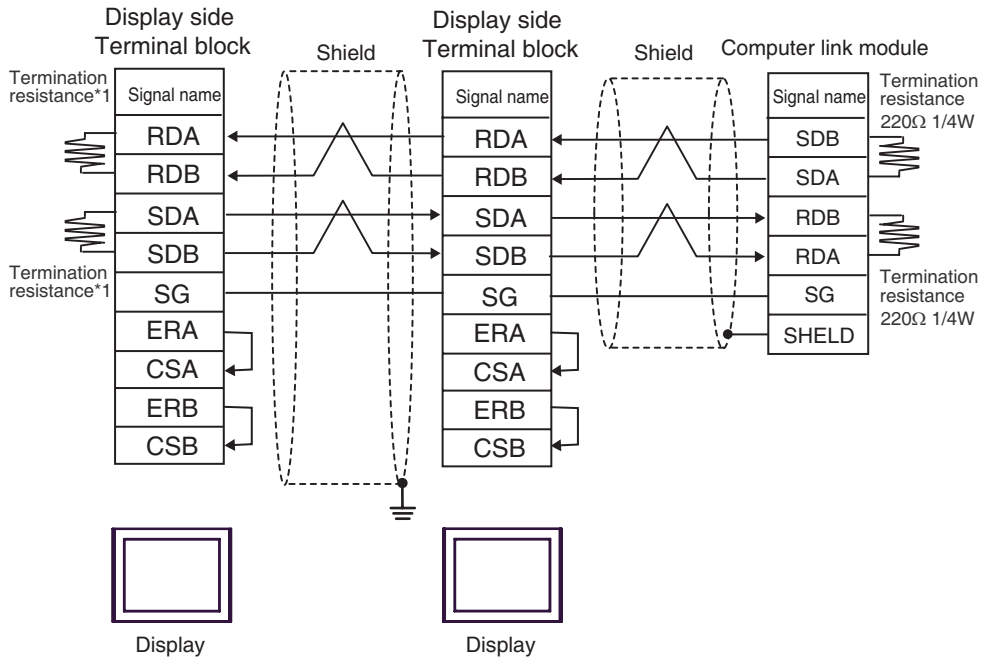 Display side
Terminal block
Display side
Terminal block
Shield
Shield
Computer link module
Termination
resistance*1
Termination
resistance*1
Signal name
RDA
RDB
SDA
SDB
SG
ERA
CSA
ERB
CSB
Signal name
RDA
RDB
SDA
SDB
SG
ERA
CSA
ERB
CSB
Signal name
SDB
SDA
RDB
RDA
SG
SHELD
Termination
resistance
220Ω 1/4W
Termination
resistance
220Ω 1/4W
Display
Display